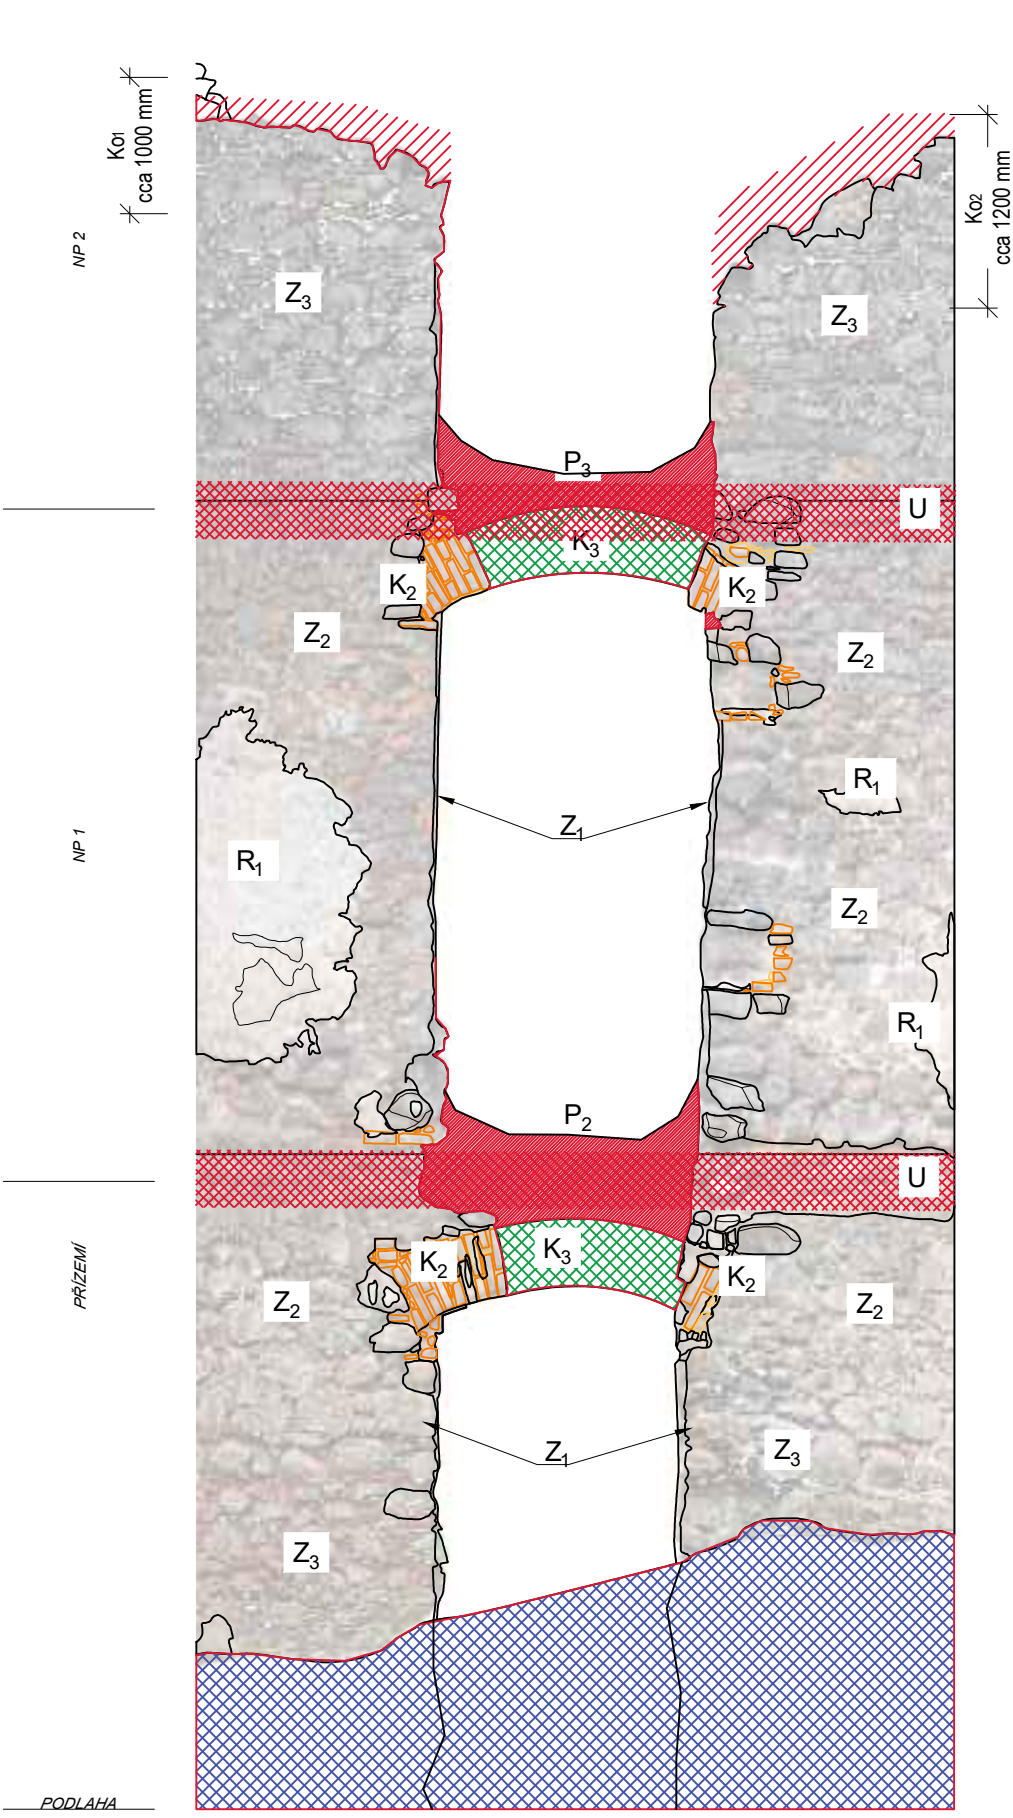 Ko1
cca 1000 mm
Ko2
cca 1200 mm
NP 2
Z3
Z3
P3
U
K3
K2
K2
Z2
Z2
R1
Z1
NP 1
R1
Z2
R1
P2
U
K3
K2
K2
PŘÍZEMÍ
Z2
Z2
Z1
Z3
Z3
PODLAHA